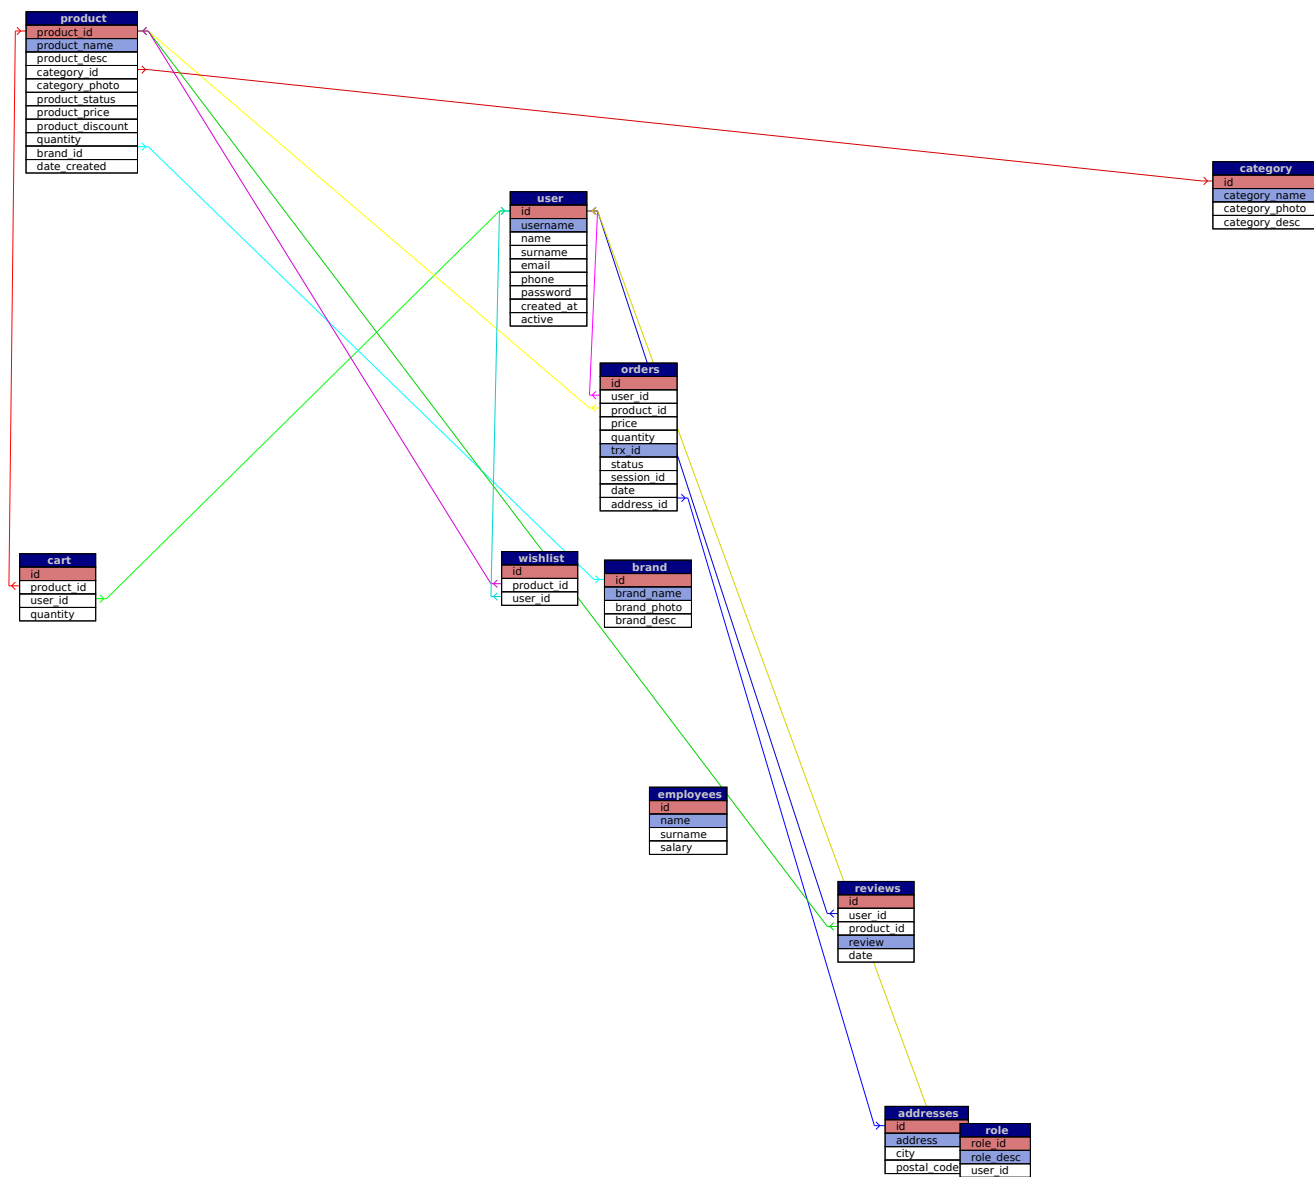 product
product_id
product_name
product_desc
category_id
category_photo
product_status
product_price
product_discount
quantity
brand_id
date_created
category
id
category_name
category_photo
category_desc
user
id
username
name
surname
email
phone
password
created_at
active
orders
id
user_id
product_id
price
quantity
trx_id
status
session_id
date
address_id
cart
id
product_id
user_id
quantity
wishlist
id
product_id
user_id
brand
id
brand_name
brand_photo
brand_desc
employees
id
name
surname
salary
reviews
id
user_id
product_id
review
date
addresses
id
address
city
postal_code
role
role_id
role_desc
user_id